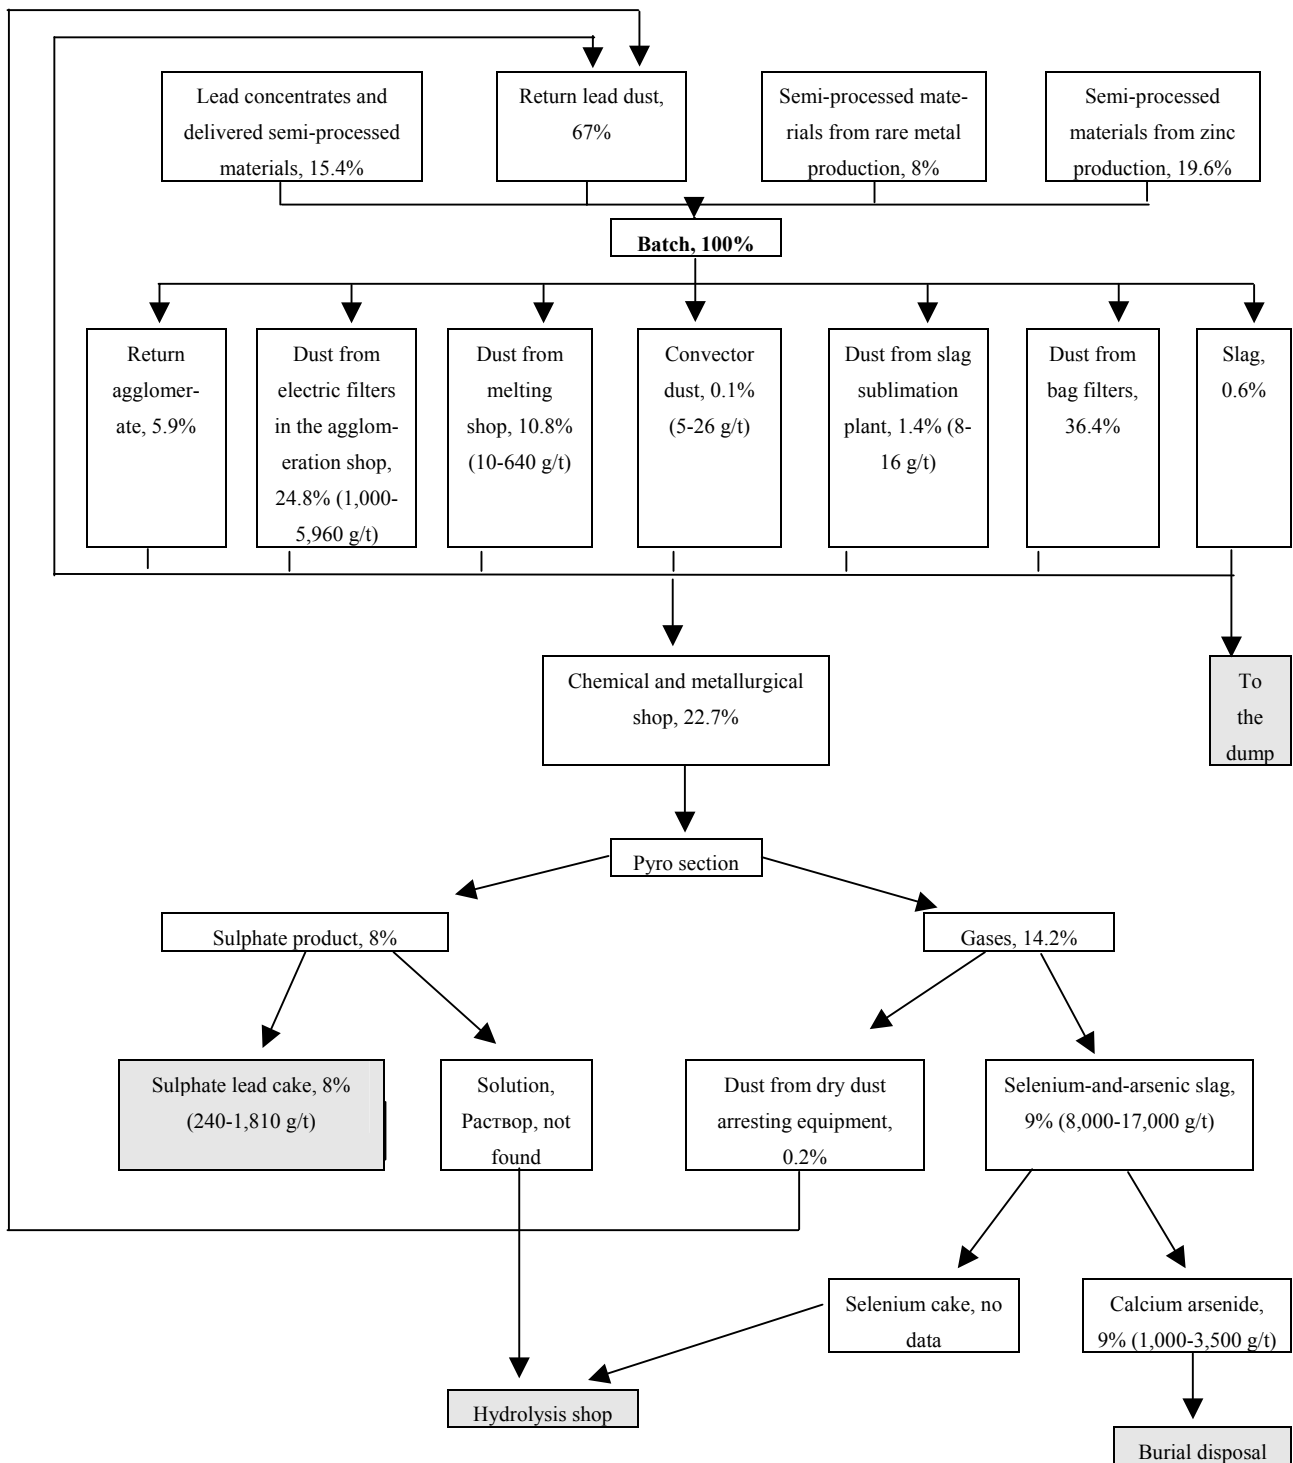 Lead concentrates and
delivered semi-processed
materials, 15.4%
Return lead dust,
67%
Semi-processed mate-
rials from rare metal
production, 8%
Semi-processed
materials from zinc
production, 19.6%
Batch, 100%
Return
agglomer-
ate, 5.9%
Dust from
electric filters
in the agglom-
eration shop,
24.8% (1,000-
5,960 g/t)
Dust from
melting
shop, 10.8%
(10-640 g/t)
Convector
dust, 0.1%
(5-26 g/t)
Dust from slag
sublimation
plant, 1.4% (8-
16 g/t)
Dust from
bag filters,
36.4%
Slag,
0.6%
Chemical and metallurgical
shop, 22.7%
To
the
dump
Pyro section
Sulphate product, 8%
Gases, 14.2%
Sulphate lead cake, 8%
(240-1,810 g/t)
Solution,
Раствор, not
found
Dust from dry dust
arresting equipment,
0.2%
Selenium-and-arsenic slag,
9% (8,000-17,000 g/t)
Selenium cake, no
data
Calcium arsenide,
9% (1,000-3,500 g/t)
Hydrolysis shop
Burial disposal